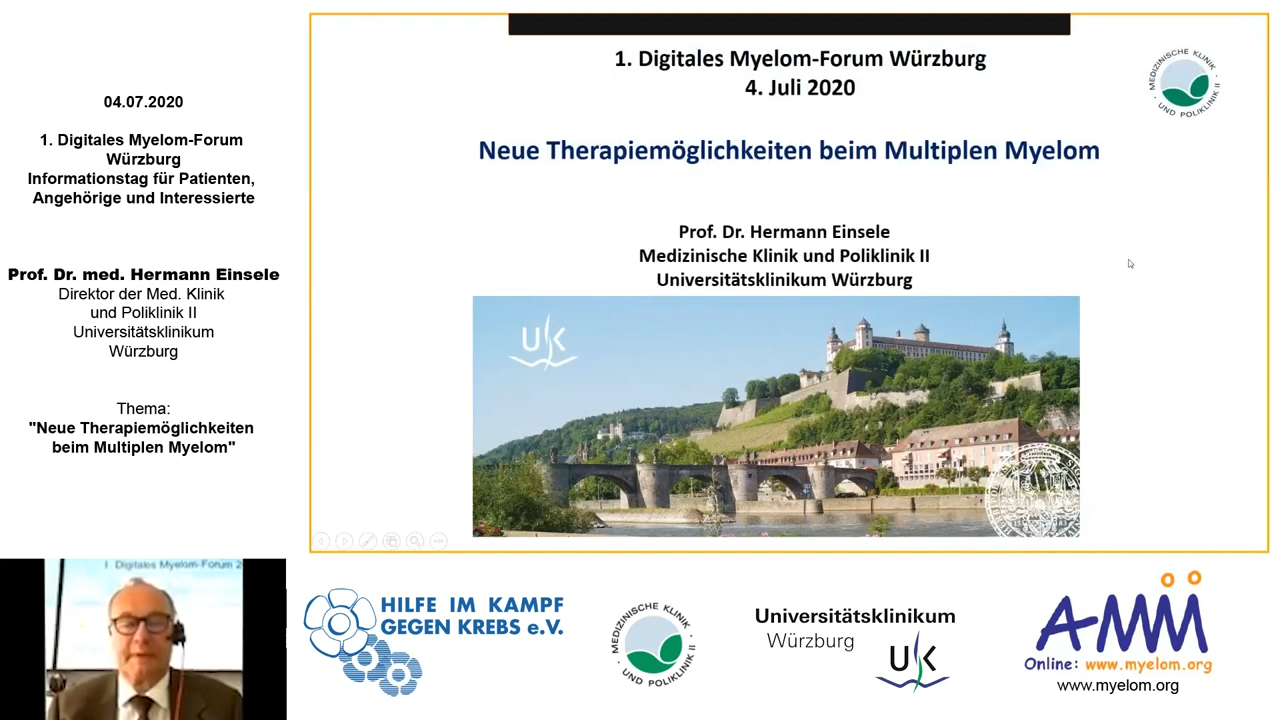 04.07.2020
1. Digitales Myelom-Forum
Würzburg
Informationstag für Patienten,
Angehörige und Interessierte
Prof. Dr. med. Hermann Einsele
Direktor der Med. Klinik
und Poliklinik II
Universitätsklinikum
Würzburg
Thema:
"Neue Therapiemöglichkeiten
beim Multiplen Myelom"
1. Digitales Myelom-Forum Würzburg
4. Juli 2020
MEDIZINISCHE KLINIK
UND POLIKLINIK II
Neue Therapiemöglichkeiten beim Multiplen Myelom
Prof. Dr. Hermann Einsele
Medizinische Klinik und Poliklinik II
Universitätsklinikum Würzburg
UK
I Digitales Myelom-Forum 2
HILFE IM KAMPF
GEGEN KREBS e.V.
MEDIZINISCHE KLINIK
UND POLIKLINIK II
Universitätsklinikum
Würzburg
UK
AMM
Online: www.myelom.org
www.myelom.org